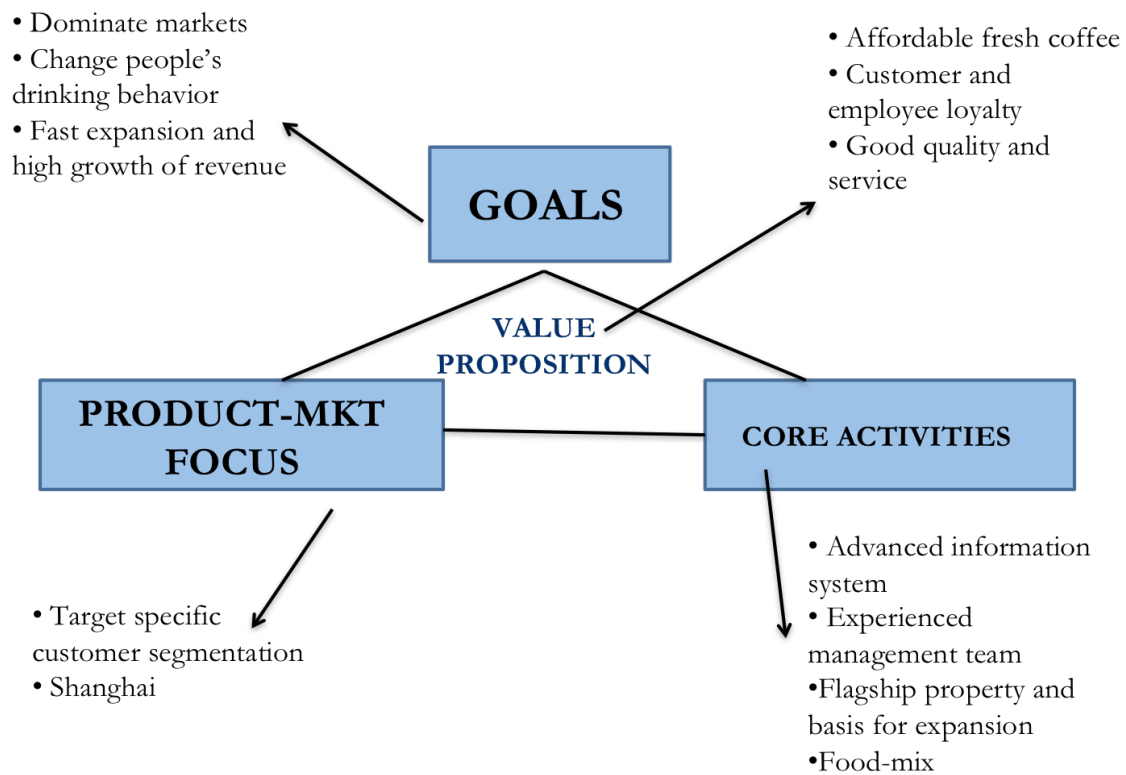 • Dominate markets
• Change people’s
drinking behavior
• Fast expansion and
high growth of revenue
• Affordable fresh coffee
• Customer and
employee loyalty
• Good quality and
service
GOALS
VALUE
PROPOSITION
PRODUCT-MKT
FOCUS
CORE ACTIVITIES
• Target specific
customer segmentation
• Shanghai
• Advanced information
system
• Experienced
management team
•Flagship property and
basis for expansion
•Food-mix